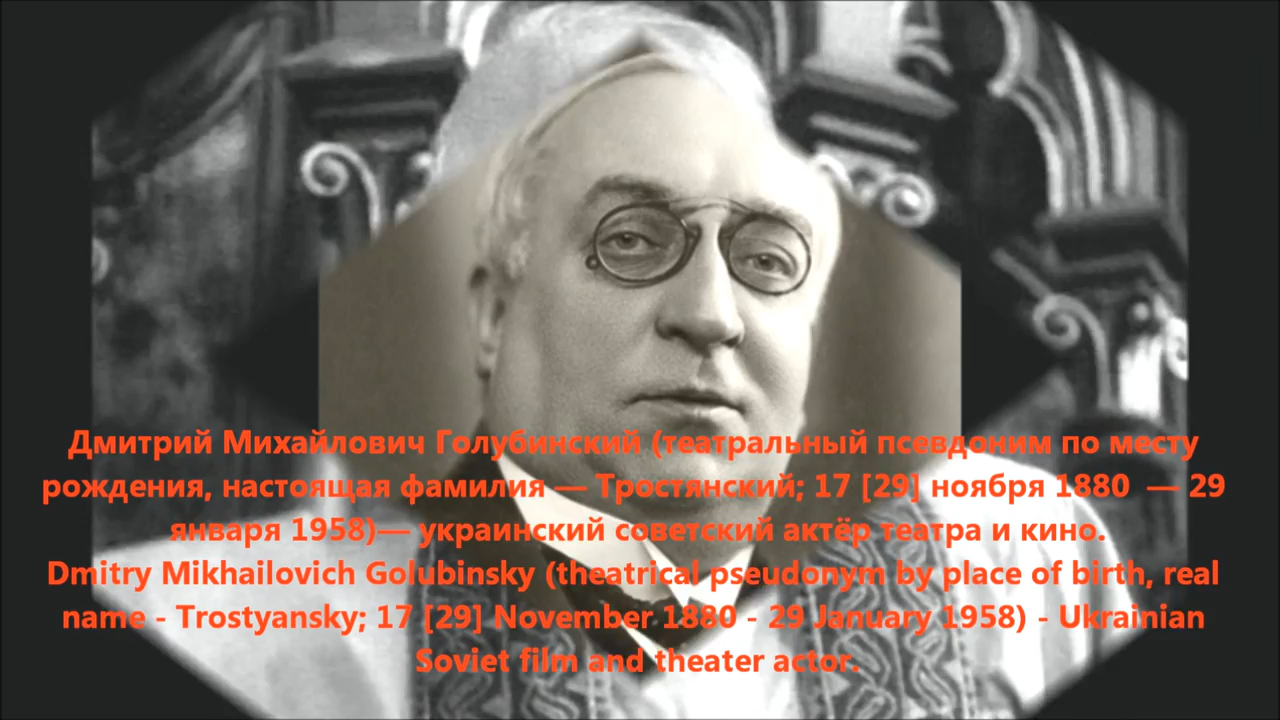 Дмитрий Михайлович Голубинский (театральный псевдоним по месту
рождения, настоящая фамилия — Тростянский; 17 [29] ноября 1880 — 29
января 1958)— украинский советский актёр театра и кино.
Dmitry Mikhailovich Golubinsky (theatrical pseudonym by place of birth, real
name - Trostyansky; 17 [29] November 1880 - 29 January 1958) - Ukrainian
Soviet film and theater actor.